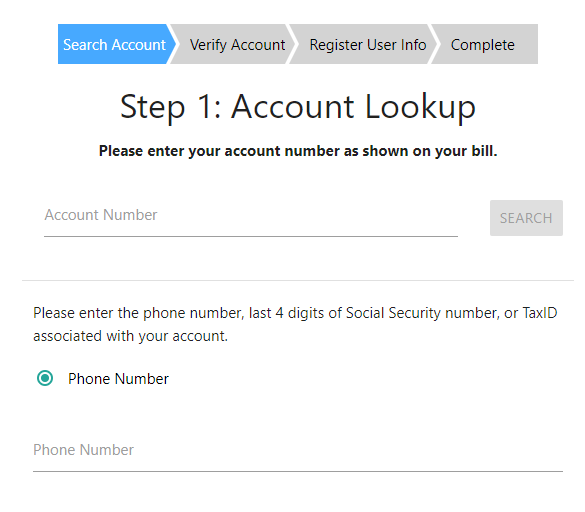 Search Account
Verify Account
Register User Info
Complete
Step 1: Account Lookup
Please enter your account number as shown on your bill.
Account Number
SEARCH
Please enter the phone number, last 4 digits of Social Security number, or TaxID
associated with your account.
Phone Number
Phone Number